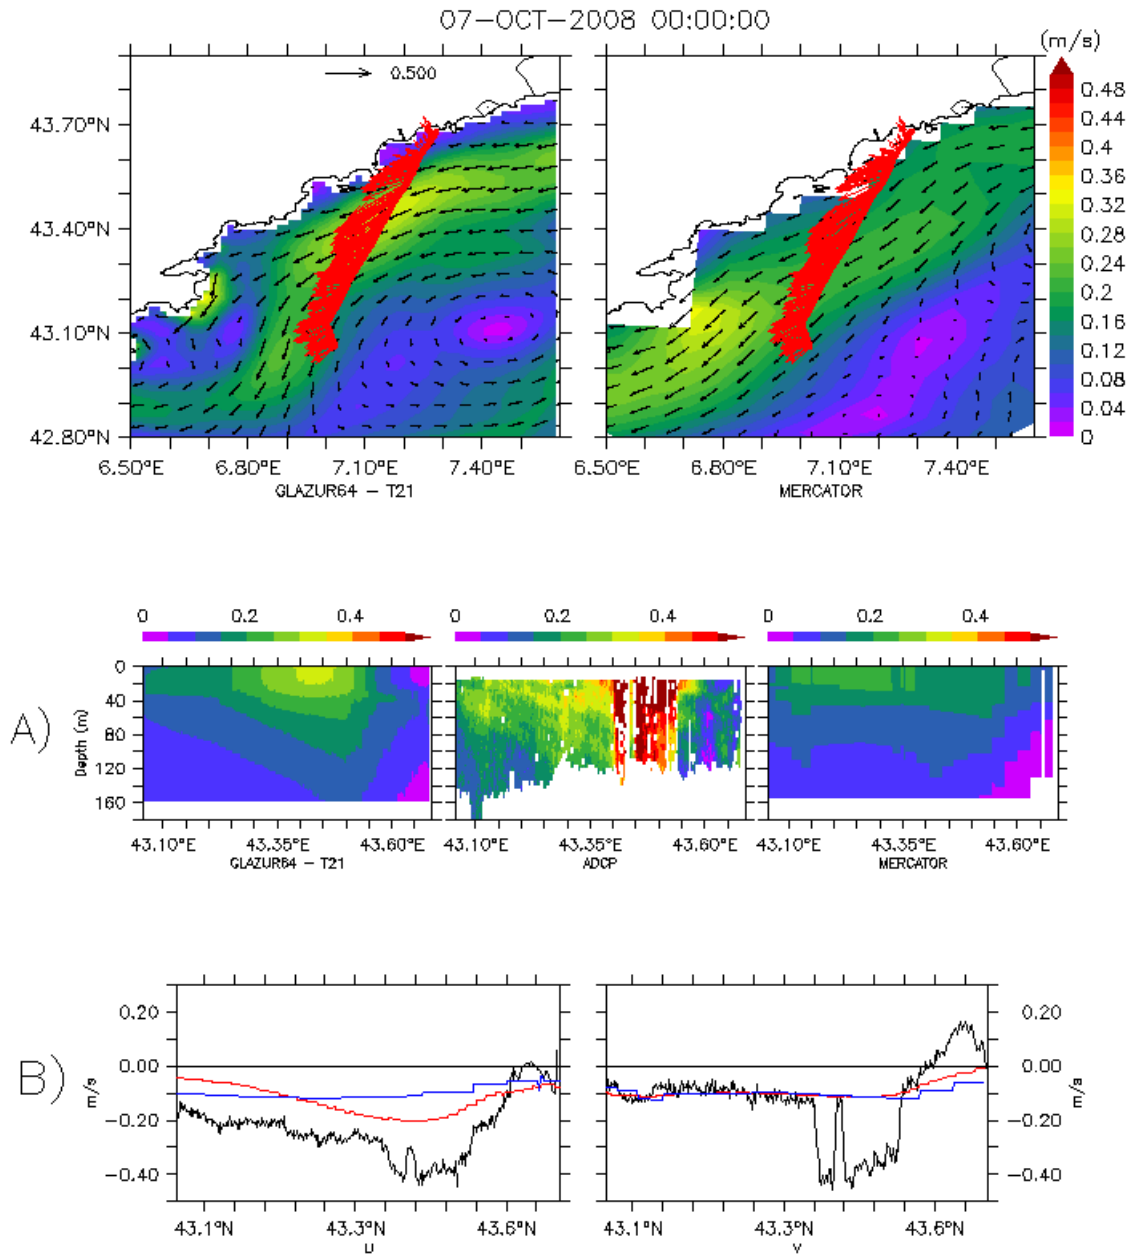 07-OCT-2008 00:00:00
(m/s)
0.500
43.70°N
43.40°N
43.10°N
42.80°N
0.48
0.44
0.4
0.36
0.32
0.28
0.24
0.2
0.16
0.12
0.08
0.04
0
6.50°E 6.80°E 7.10°E 7.40°E
6.50°E 6.80°E 7.10°E 7.40°E
GLAZUR64 - T21
MERCATOR
0 0.2 0.4
0 0.2 0.4
0 0.2 0.4
A)
Depth (m)
0
40
80
120
160
43.10°E 43.35°E 43.60°E
43.10°E 43.35°E 43.60°E
43.10°E 43.35°E 43.60°E
GLAZUR64 - T21
ADCP
MERCATOR
B)
m/s
0.20
0.00
-0.20
-0.40
0.20
0.00
-0.20
-0.40
m/s
43.1°N 43.3°N 43.6°N
43.1°N 43.3°N 43.6°N
U
V